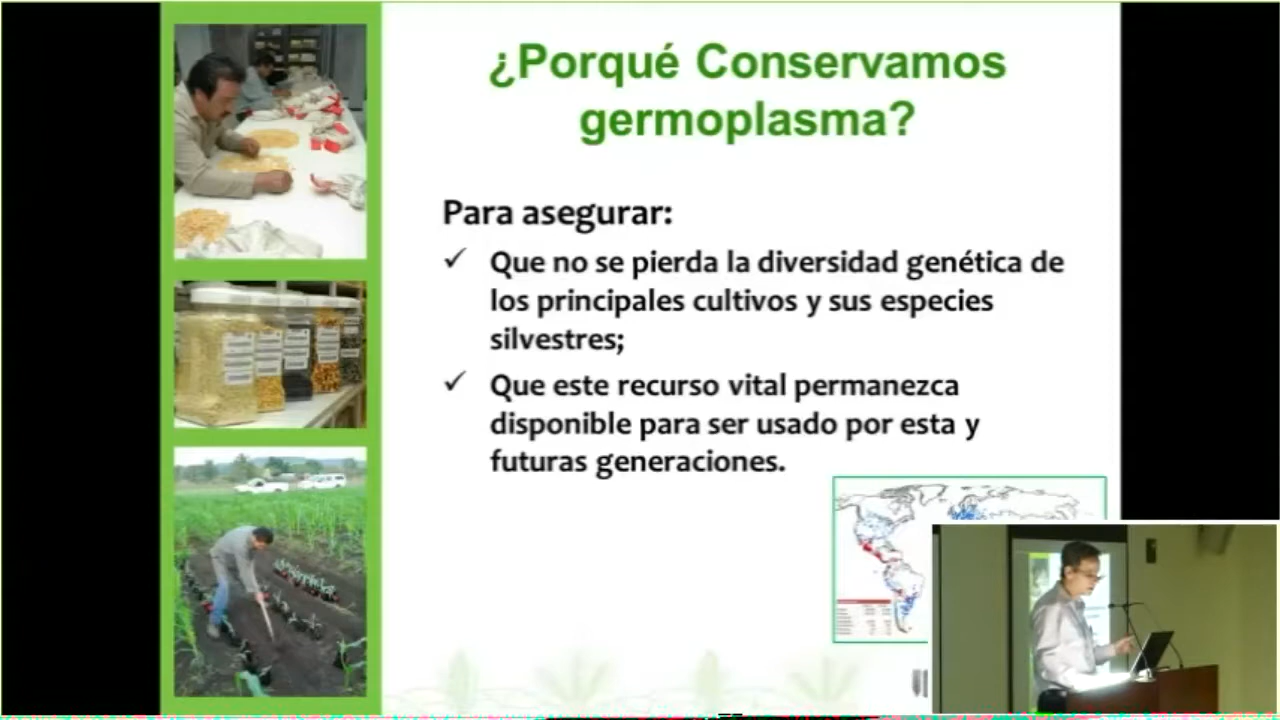 ¿Porqué Conservamos
germoplasma?
Para asegurar:
✓ Que no se pierda la diversidad genética de
los principales cultivos y sus especies
silvestres;
✓ Que este recurso vital permanezca
disponible para ser usado por esta y
futuras generaciones.